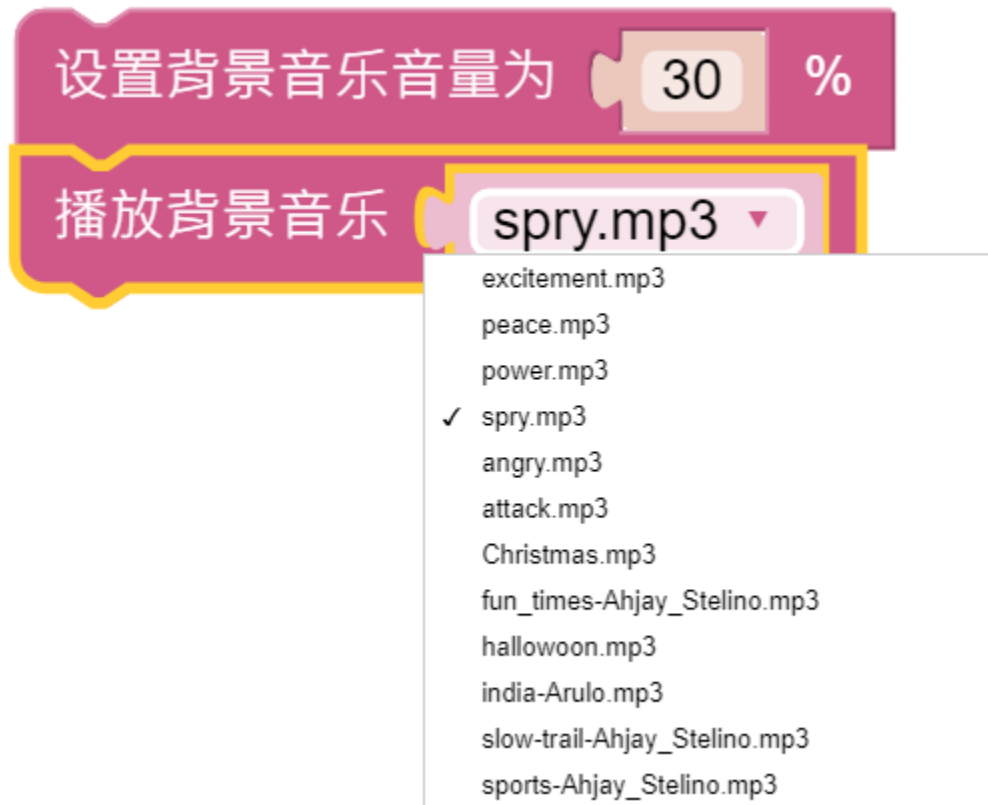 设置背景音乐音量为 30 %
播放背景音乐 spry.mp3
excitement.mp3
peace.mp3
power.mp3
✓ spry.mp3
angry.mp3
attack.mp3
Christmas.mp3
fun_times-Ahjay_Stelino.mp3
hallowoon.mp3
india-Arulo.mp3
slow-trail-Ahjay_Stelino.mp3
sports-Ahjay_Stelino.mp3